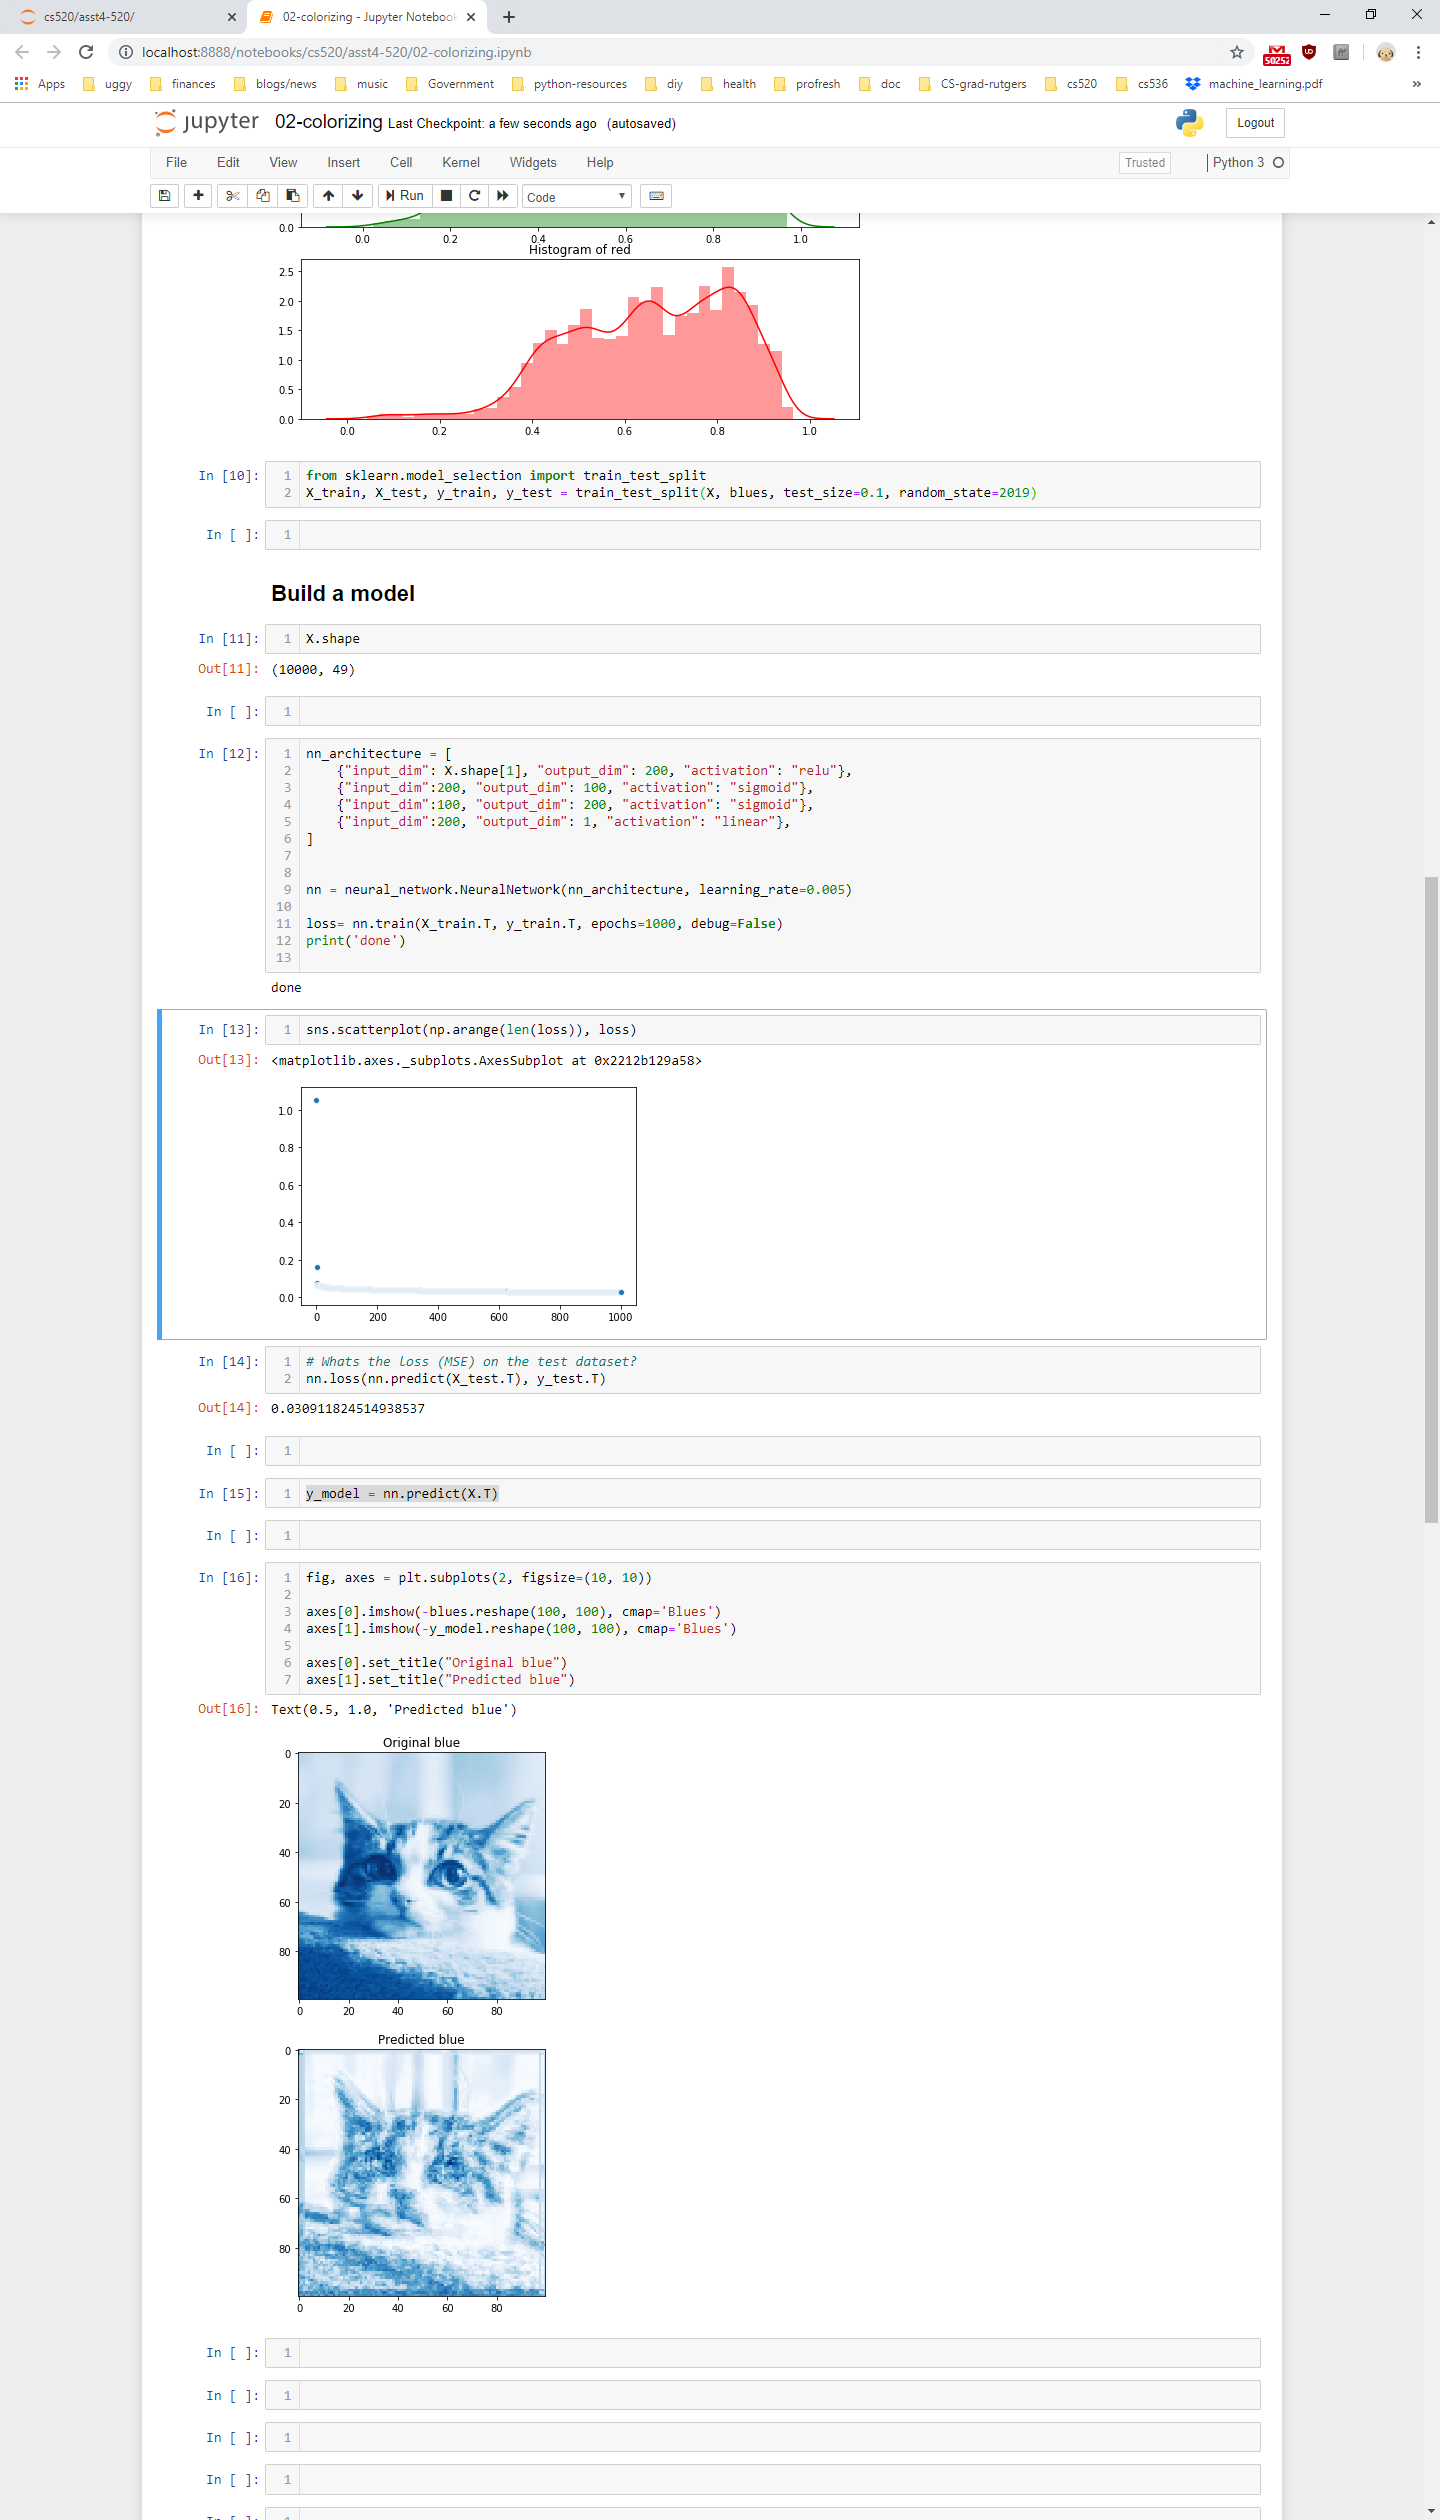 cs520/asst4-520/
02-colorizing - Jupyter Notebook
localhost:8888/notebooks/cs520/asst4-520/02-colorizing.ipynb
50252
Apps uggy finances blogs/news music Government python-resources diy health profresh doc CS-grad-rutgers cs520 cs536 machine_learning.pdf »
jupyter 02-colorizing Last Checkpoint: a few seconds ago (autosaved)
Logout
File Edit View Insert Cell Kernel Widgets Help
Trusted Python 3
Run Code
0.0
0.0 0.2 0.4 0.6 0.8 1.0
Histogram of red
2.5
2.0
1.5
1.0
0.5
0.0
0.0 0.2 0.4 0.6 0.8 1.0
In [10]:
1 from sklearn.model_selection import train_test_split
2 X_train, X_test, y_train, y_test = train_test_split(X, blues, test_size=0.1, random_state=2019)
In [ ]: 1
Build a model
In [11]: 1 X.shape
Out[11]: (10000, 49)
In [ ]: 1
In [12]:
1 nn_architecture = [
2 {"input_dim": X.shape[1], "output_dim": 200, "activation": "relu"},
3 {"input_dim":200, "output_dim": 100, "activation": "sigmoid"},
4 {"input_dim":100, "output_dim": 200, "activation": "sigmoid"},
5 {"input_dim":200, "output_dim": 1, "activation": "linear"},
6 ]
7
8
9 nn = neural_network.NeuralNetwork(nn_architecture, learning_rate=0.005)
10
11 loss= nn.train(X_train.T, y_train.T, epochs=1000, debug=False)
12 print('done')
13
done
In [13]: 1 sns.scatterplot(np.arange(len(loss)), loss)
Out[13]: <matplotlib.axes._subplots.AxesSubplot at 0x2212b129a58>
1.0
0.8
0.6
0.4
0.2
0.0
0 200 400 600 800 1000
In [14]:
1 # Whats the loss (MSE) on the test dataset?
2 nn.loss(nn.predict(X_test.T), y_test.T)
Out[14]: 0.030911824514938537
In [ ]: 1
In [15]: 1 y_model = nn.predict(X.T)
In [ ]: 1
In [16]:
1 fig, axes = plt.subplots(2, figsize=(10, 10))
2
3 axes[0].imshow(-blues.reshape(100, 100), cmap='Blues')
4 axes[1].imshow(-y_model.reshape(100, 100), cmap='Blues')
5
6 axes[0].set_title("Original blue")
7 axes[1].set_title("Predicted blue")
Out[16]: Text(0.5, 1.0, 'Predicted blue')
Original blue
0
20
40
60
80
0 20 40 60 80
Predicted blue
0
20
40
60
80
0 20 40 60 80
In [ ]: 1
In [ ]: 1
In [ ]: 1
In [ ]: 1